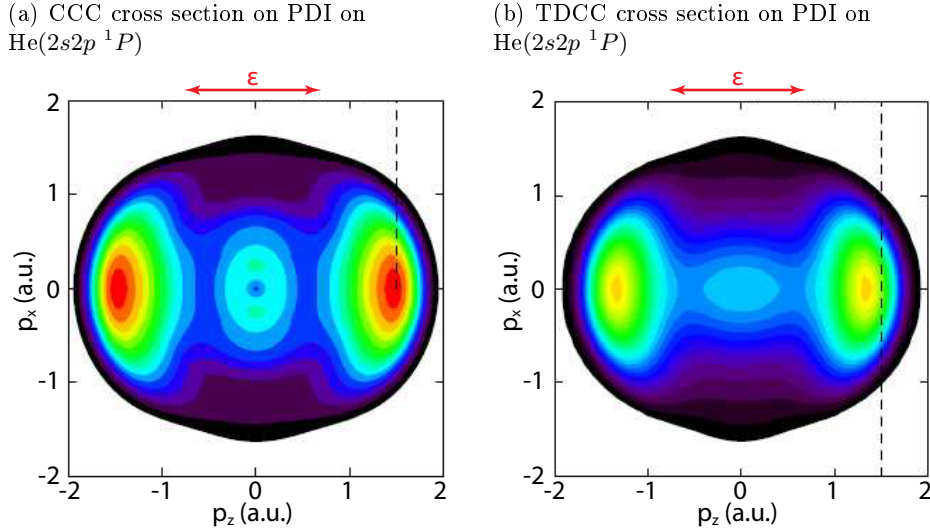 (a) CCC cross section on PDI on
He(2s2p ¹P)
(b) TDCC cross section on PDI on
He(2s2p ¹P)
ε
2
1
0
-1
-2
pₓ (a.u.)
-2
-1
0
1
2
p_z (a.u.)
ε
2
1
0
-1
-2
pₓ (a.u.)
-2
-1
0
1
2
p_z (a.u.)